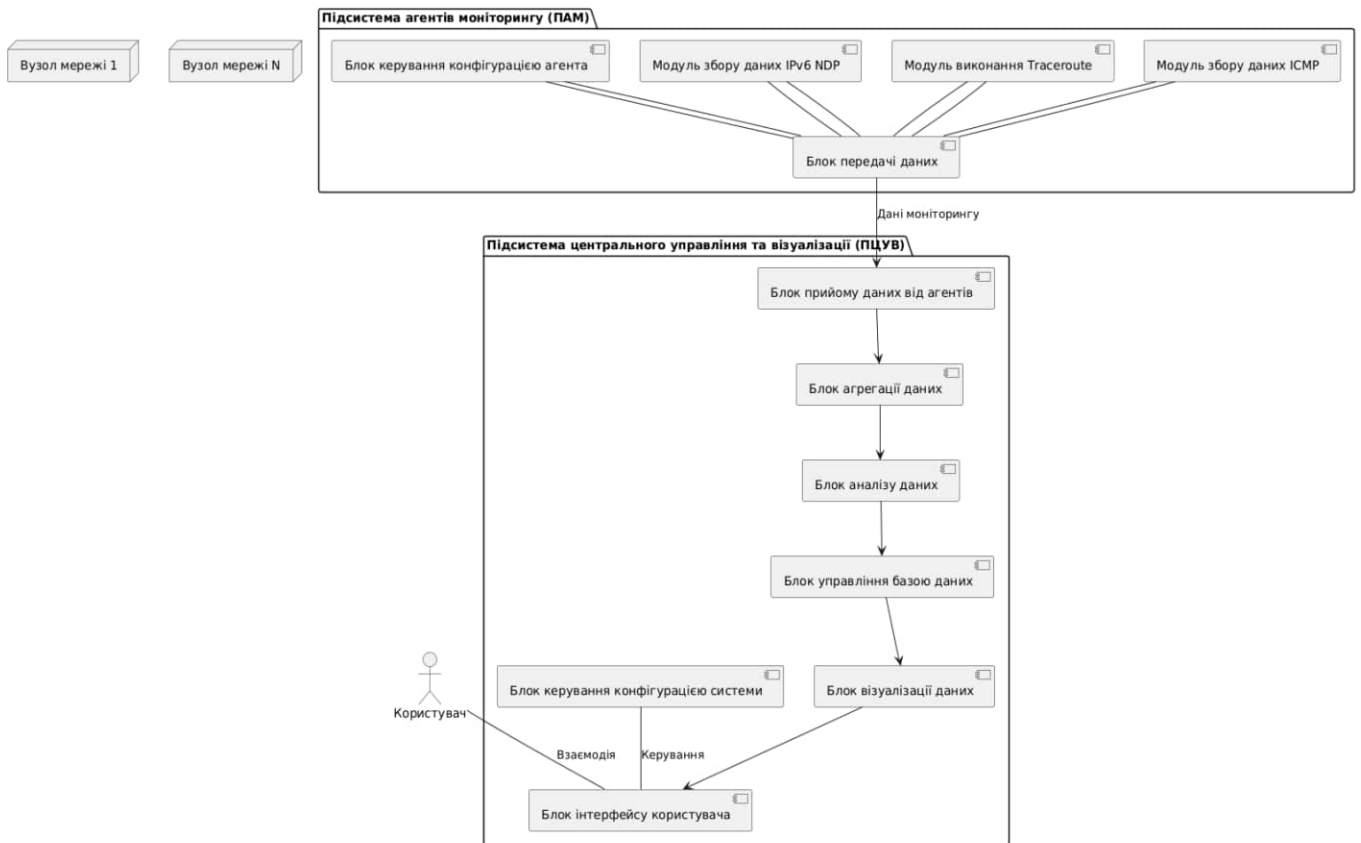 Підсистема агентів моніторингу (ПАМ)
Вузол мережі 1
Вузол мережі N
Блок керування конфігурацією агента
Модуль збору даних IPv6 NDP
Модуль виконання Traceroute
Модуль збору даних ICMP
Блок передачі даних
Дані моніторингу
Підсистема центрального управління та візуалізації (ПЦУВ)
Блок прийому даних від агентів
Блок агрегації даних
Блок аналізу даних
Блок управління базою даних
Блок керування конфігурацією системи
Блок візуалізації даних
Користувач
Взаємодія
Керування
Блок інтерфейсу користувача